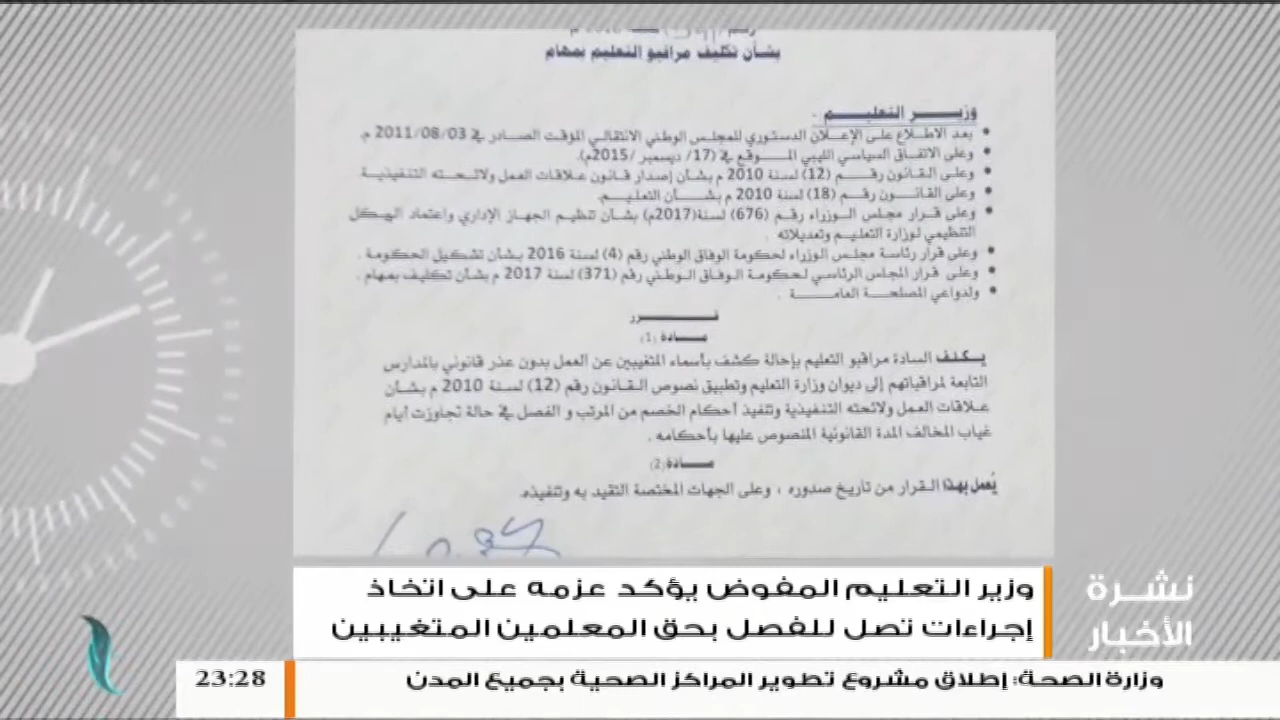 بشأن تكليف مراقبو التعليم بمهام
وزيـر التعليـم .
بعد الاطلاع على الإعلان الدستوري للمجلس الوطني الانتقالي المؤقت الصادر في 2011/08/03 م.
وعلى الاتفاق السياسي الليبي الموقع في (17/ ديسمبر /2015م).
وعلى القانون رقم (12) لسنة 2010 م بشأن إصدار قانون علاقات العمل ولائحته التنفيذية
وعلى القانون رقم (18) لسنة 2010 م بشأن التعليم.
وعلى قرار مجلس الوزراء رقم (676) لسنة(2017م) بشأن تنظيم الجهاز الإداري واعتماد الهيكل
التنظيمي لوزارة التعليم وتعديلاته .
وعلى قرار رئاسة مجلس الوزراء لحكومة الوفاق الوطني رقم (4) لسنة 2016 بشأن تشكيل الحكومة .
وعلى قرار المجلس الرئاسي لحكومة الوفاق الوطني رقم (371) لسنة 2017 م بشأن تكليف بمهام .
ولدواعي المصلحة العامة .
قـــرر
مـادة (1)
يكلف السادة مراقبو التعليم بإحالة كشف بأسماء المتغيبين عن العمل بدون عذر قانوني بالمدارس
التابعة لمراقباتهم إلى ديوان وزارة التعليم وتطبيق نصوص القانون رقم (12) لسنة 2010 م بشأن
علاقات العمل ولائحته التنفيذية وتنفيذ أحكام الخصم من المرتب و الفصل في حالة تجاوزت أيام
غياب المخالف المدة القانونية المنصوص عليها بأحكامه .
مـادة (2)
يُعمل بهذا القرار من تاريخ صدوره ، وعلى الجهات المختصة التقيد به وتنفيذه.
وزير التعليم المفوض يؤكد عزمه على اتخاذ
إجراءات تصل للفصل بحق المعلمين المتغيبين
نشرة
الأخبار
وزارة الصحة: إطلاق مشروع تطوير المراكز الصحية بجميع المدن
23:28